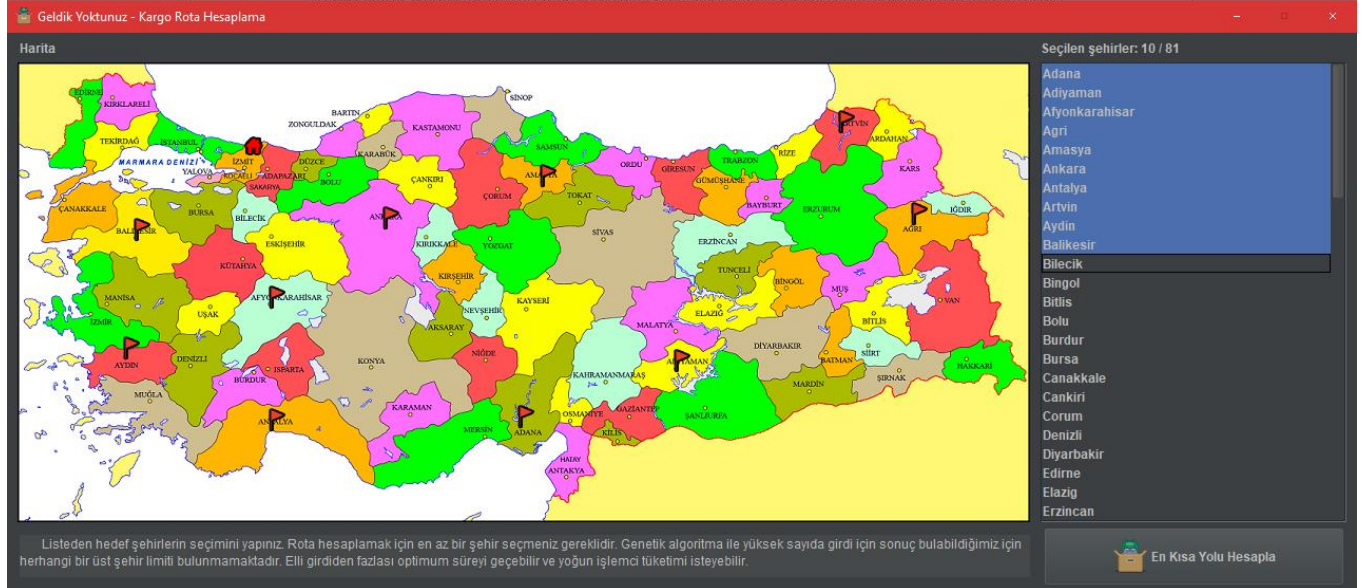 Geldik Yoktunuz - Kargo Rota Hesaplama
Harita
Seçilen şehirler: 10 / 81
EDİRNE
KIRKLARELİ
TEKİRDAĞ
İSTANBUL
MARMARA DENİZİ
YALOVA
İZMİT
KOCAELİ
ADAPAZARI
SAKARYA
DÜZCE
BOLU
ZONGULDAK
BARTIN
KARABÜK
KASTAMONU
SİNOP
ÇANKIRI
ÇORUM
SAMSUN
TOKAT
ORDU
GİRESUN
TRABZON
GÜMÜŞHANE
RİZE
BAYBURT
ARDAHAN
KARS
ERZURUM
AĞRI
IĞDIR
ÇANAKKALE
BURSA
BİLECİK
ESKİŞEHİR
KÜTAHYA
KIRIKKALE
YOZGAT
SİVAS
ERZİNCAN
TUNCELİ
BİNGÖL
MUŞ
VAN
KIRŞEHİR
MANİSA
UŞAK
AFYONKARAHİSAR
İZMİR
AYDIN
DENİZLİ
MUĞLA
BURDUR
ISPARTA
KONYA
AKSARAY
NEVŞEHİR
KAYSERİ
NİĞDE
MALATYA
ELAZIĞ
DİYARBAKIR
BATMAN
BİTLİS
SİİRT
ŞIRNAK
HAKKARİ
MARDİN
ŞANLIURFA
KAHRAMANMARAŞ
GAZİANTEP
OSMANİYE
KİLİS
ADANA
MERSİN
KARAMAN
HATAY
ANTAKYA
Adana
Adiyaman
Afyonkarahisar
Agri
Amasya
Ankara
Antalya
Artvin
Aydin
Balikesir
Bilecik
Bingol
Bitlis
Bolu
Burdur
Bursa
Canakkale
Cankiri
Corum
Denizli
Diyarbakir
Edirne
Elazig
Erzincan
Listeden hedef şehirlerin seçimini yapınız. Rota hesaplamak için en az bir şehir seçmeniz gereklidir. Genetik algoritma ile yüksek sayıda girdi için sonuç bulabildiğimiz için
herhangi bir üst şehir limiti bulunmamaktadır. Elli girdiden fazlası optimum süreyi geçebilir ve yoğun işlemci tüketimi isteyebilir.
En Kısa Yolu Hesapla